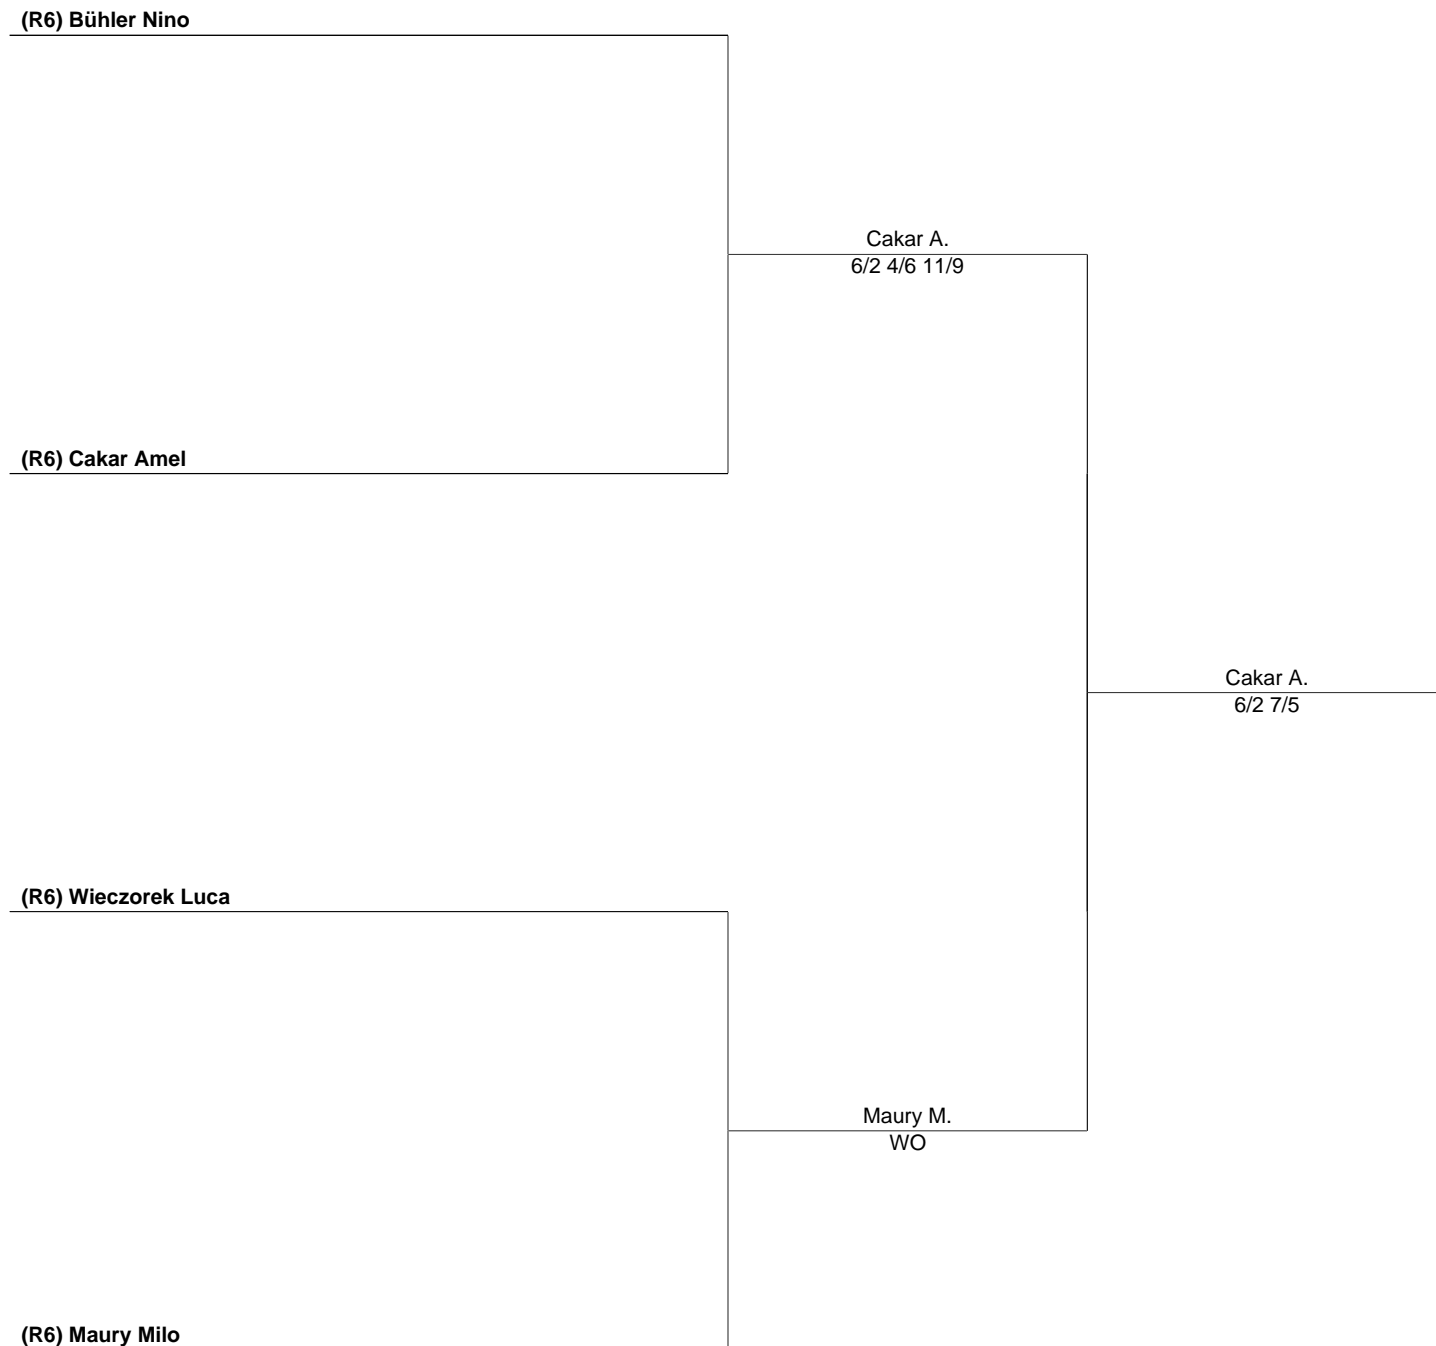 (R6) Bühler Nino
Cakar A.
6/2 4/6 11/9
(R6) Cakar Amel
Cakar A.
6/2 7/5
(R6) Wieczorek Luca
Maury M.
WO
(R6) Maury Milo